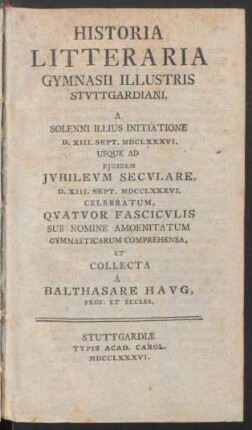 HISTORIA
LITTERARIA
GYMNASII ILLUSTRIS
STVTTGARDIANI,
A
SOLENNI ILLIUS INITIATIONE
D. XIII. SEPT. MDCLXXXVI.
USQUE AD
EJUSDEM
JVBILEVM SECVLARE,
D. XIII. SEPT. MDCCLXXXVI.
CELEBRATUM,
QVATVOR FASCICVLIS
SUB NOMINE AMOENITATUM
GYMNASTICARUM COMPREHENSA,
ET
COLLECTA
A
BALTHASARE HAVG,
PROF. ET ECCLES.
STUTTGARDIÆ
TYPIS ACAD. CAROL.
MDCCLXXXVI.